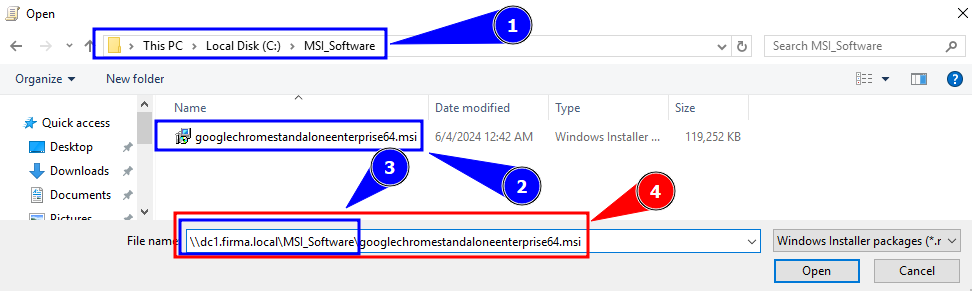 Open
1
This PC > Local Disk (C:) > MSI_Software
Search MSI_Software
Organize
New folder
Name
Date modified
Type
Size
Quick access
Desktop
Downloads
Documents
Pictures
googlechromestandaloneenterprise64.msi
6/4/2024 12:42 AM
Windows Installer ...
119,252 KB
3
2
4
File name:
\\dc1.firma.local\MSI_Software\googlechromestandaloneenterprise64.msi
Windows Installer packages (*.r
Open
Cancel